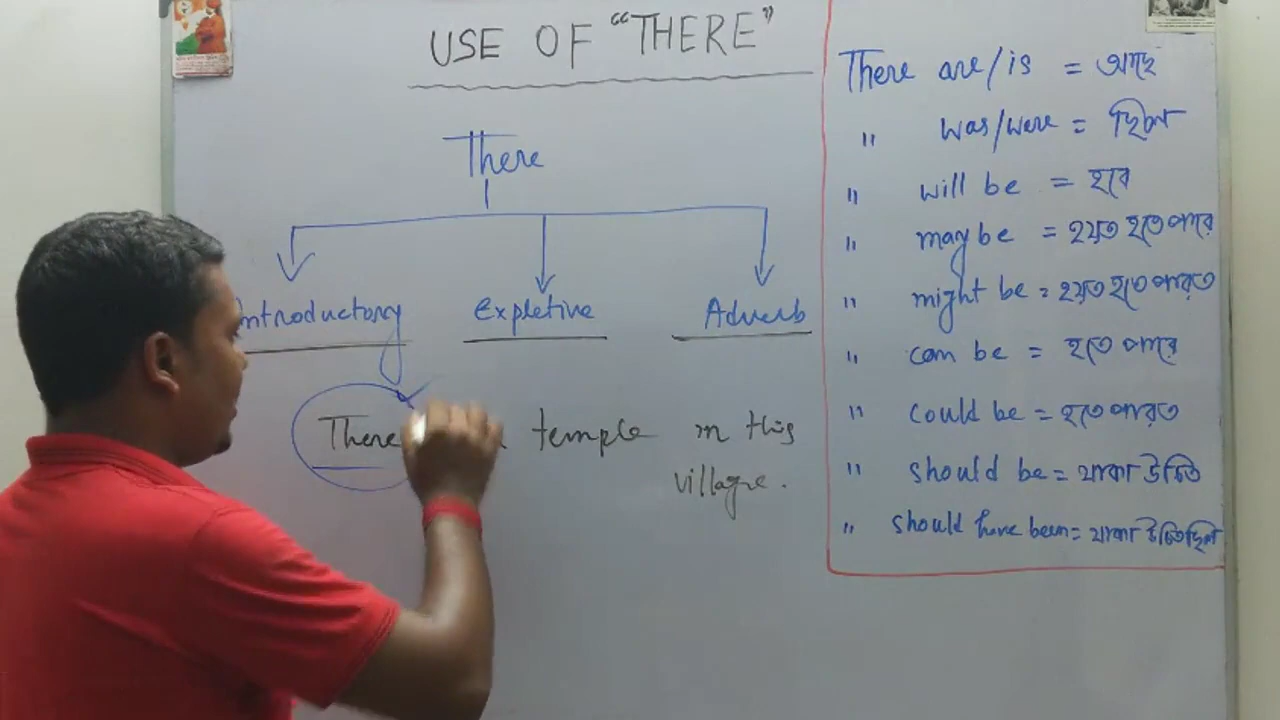 USE OF "THERE"
There
Introductory Expletive Adverb
There temple in this
village.
There are/is = আছে
" was/were = ছিল
" will be = হবে
" may be = হয়ত হতে পারে
" might be = হয়ত হতে পারত
" can be = হতে পারে
" could be = হতে পারত
" should be = থাকা উচিত
" should have been = থাকা উচিত ছিল